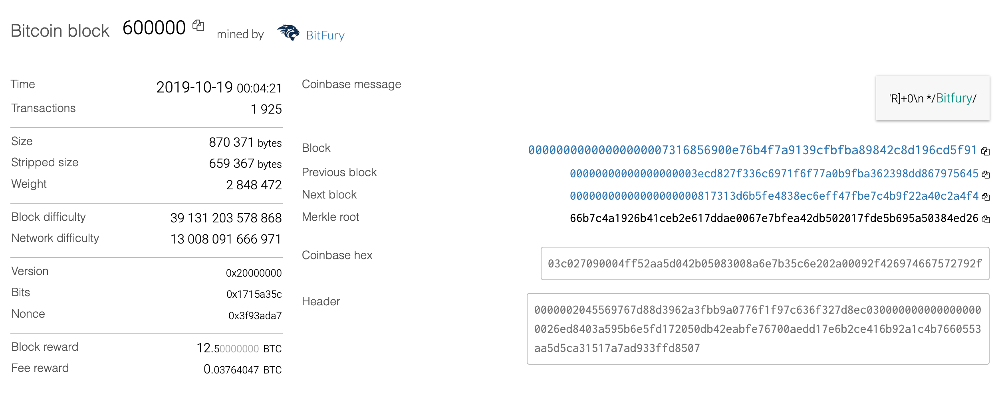 Bitcoin block 600000 mined by BitFury
Time 2019-10-19 00:04:21
Transactions 1 925
Size 870 371 bytes
Stripped size 659 367 bytes
Weight 2 848 472
Block difficulty 39 131 203 578 868
Network difficulty 13 008 091 666 971
Version 0x20000000
Bits 0x1715a35c
Nonce 0x3f93ada7
Block reward 12.50000000 BTC
Fee reward 0.03764047 BTC
Coinbase message
'R]+0\n */Bitfury/
Block 00000000000000000007316856900e76b4f7a9139cfbfba89842c8d196cd5f91
Previous block 00000000000000000003ecd827f336c6971f6f77a0b9fba362398dd867975645
Next block 00000000000000000000817313d6b5fe4838ec6eff47fbe7c4b9f22a40c2a4f4
Merkle root 66b7c4a1926b41ceb2e617ddae0067e7bfea42db502017fde5b695a50384ed26
Coinbase hex
03c027090004ff52aa5d042b05083008a6e7b35c6e202a00092f426974667572792f
Header
0000002045569767d88d3962a3fbb9a0776f1f97c636f327d8ec030000000000000000
0026ed8403a595b6e5fd172050db42eabfe76700aedd17e6b2ce416b92a1c4b7660553
aa5d5ca31517a7ad933ffd8507